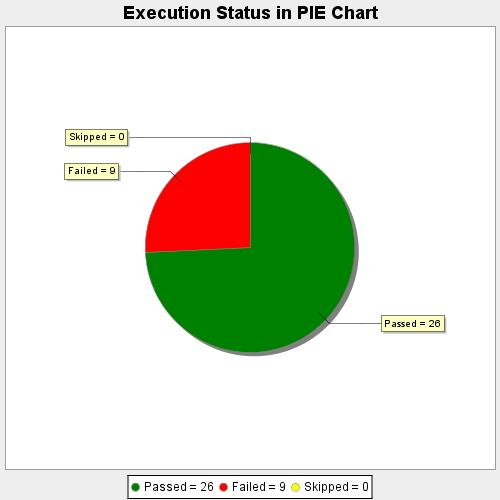 Execution Status in PIE Chart
Skipped = 0
Failed = 9
Passed = 26
Passed = 26 Failed = 9 Skipped = 0